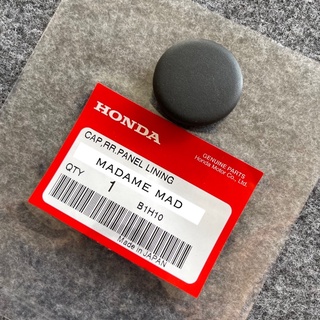 HONDA
GENUINE PARTS
Honda Motor Co., Ltd.
CAP,RR.PANEL LINING
MADAME MAD
QTY 1
B1H10
Made in JAPAN